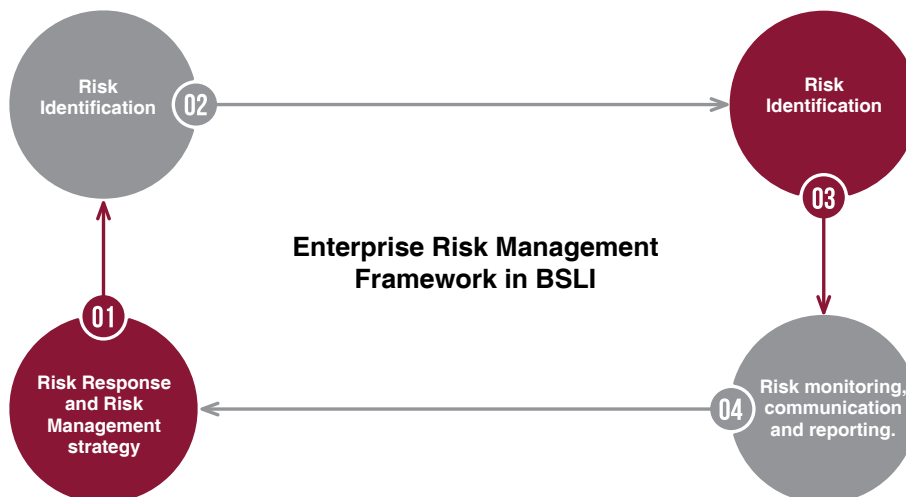 Risk
Identification
02
Risk
Identification
03
Enterprise Risk Management
Framework in BSLI
01
Risk Response
and Risk
Management
strategy
04
Risk monitoring,
communication
and reporting.